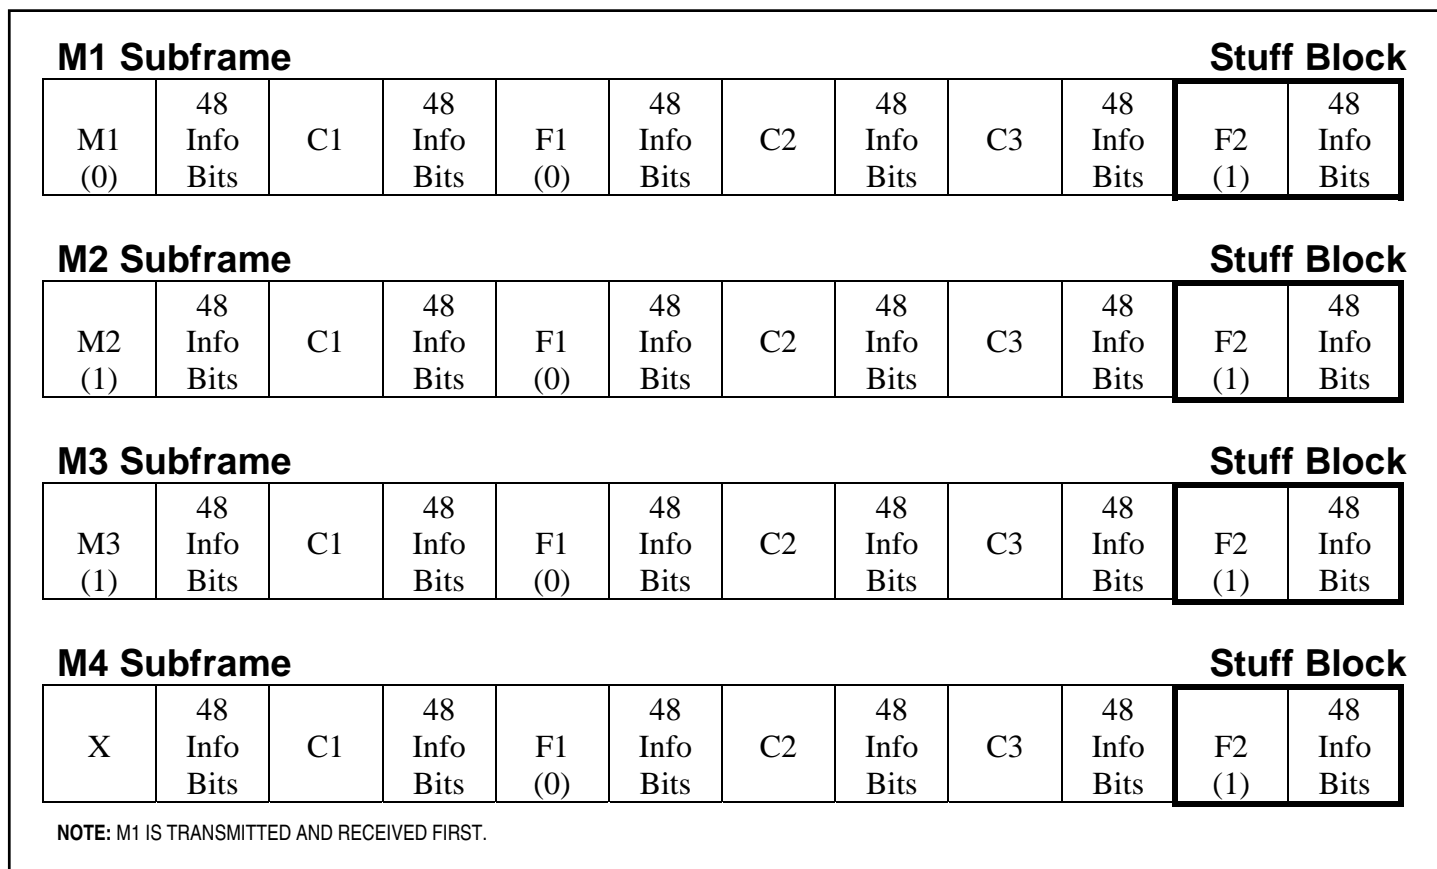 M1 Subframe Stuff Block
48 48 48 48 48 48
M1 Info C1 Info F1 Info C2 Info C3 Info F2 Info
(0) Bits Bits (0) Bits Bits Bits (1) Bits
M2 Subframe Stuff Block
48 48 48 48 48 48
M2 Info C1 Info F1 Info C2 Info C3 Info F2 Info
(1) Bits Bits (0) Bits Bits Bits (1) Bits
M3 Subframe Stuff Block
48 48 48 48 48 48
M3 Info C1 Info F1 Info C2 Info C3 Info F2 Info
(1) Bits Bits (0) Bits Bits Bits (1) Bits
M4 Subframe Stuff Block
48 48 48 48 48 48
X Info C1 Info F1 Info C2 Info C3 Info F2 Info
Bits Bits (0) Bits Bits Bits (1) Bits
NOTE: M1 IS TRANSMITTED AND RECEIVED FIRST.